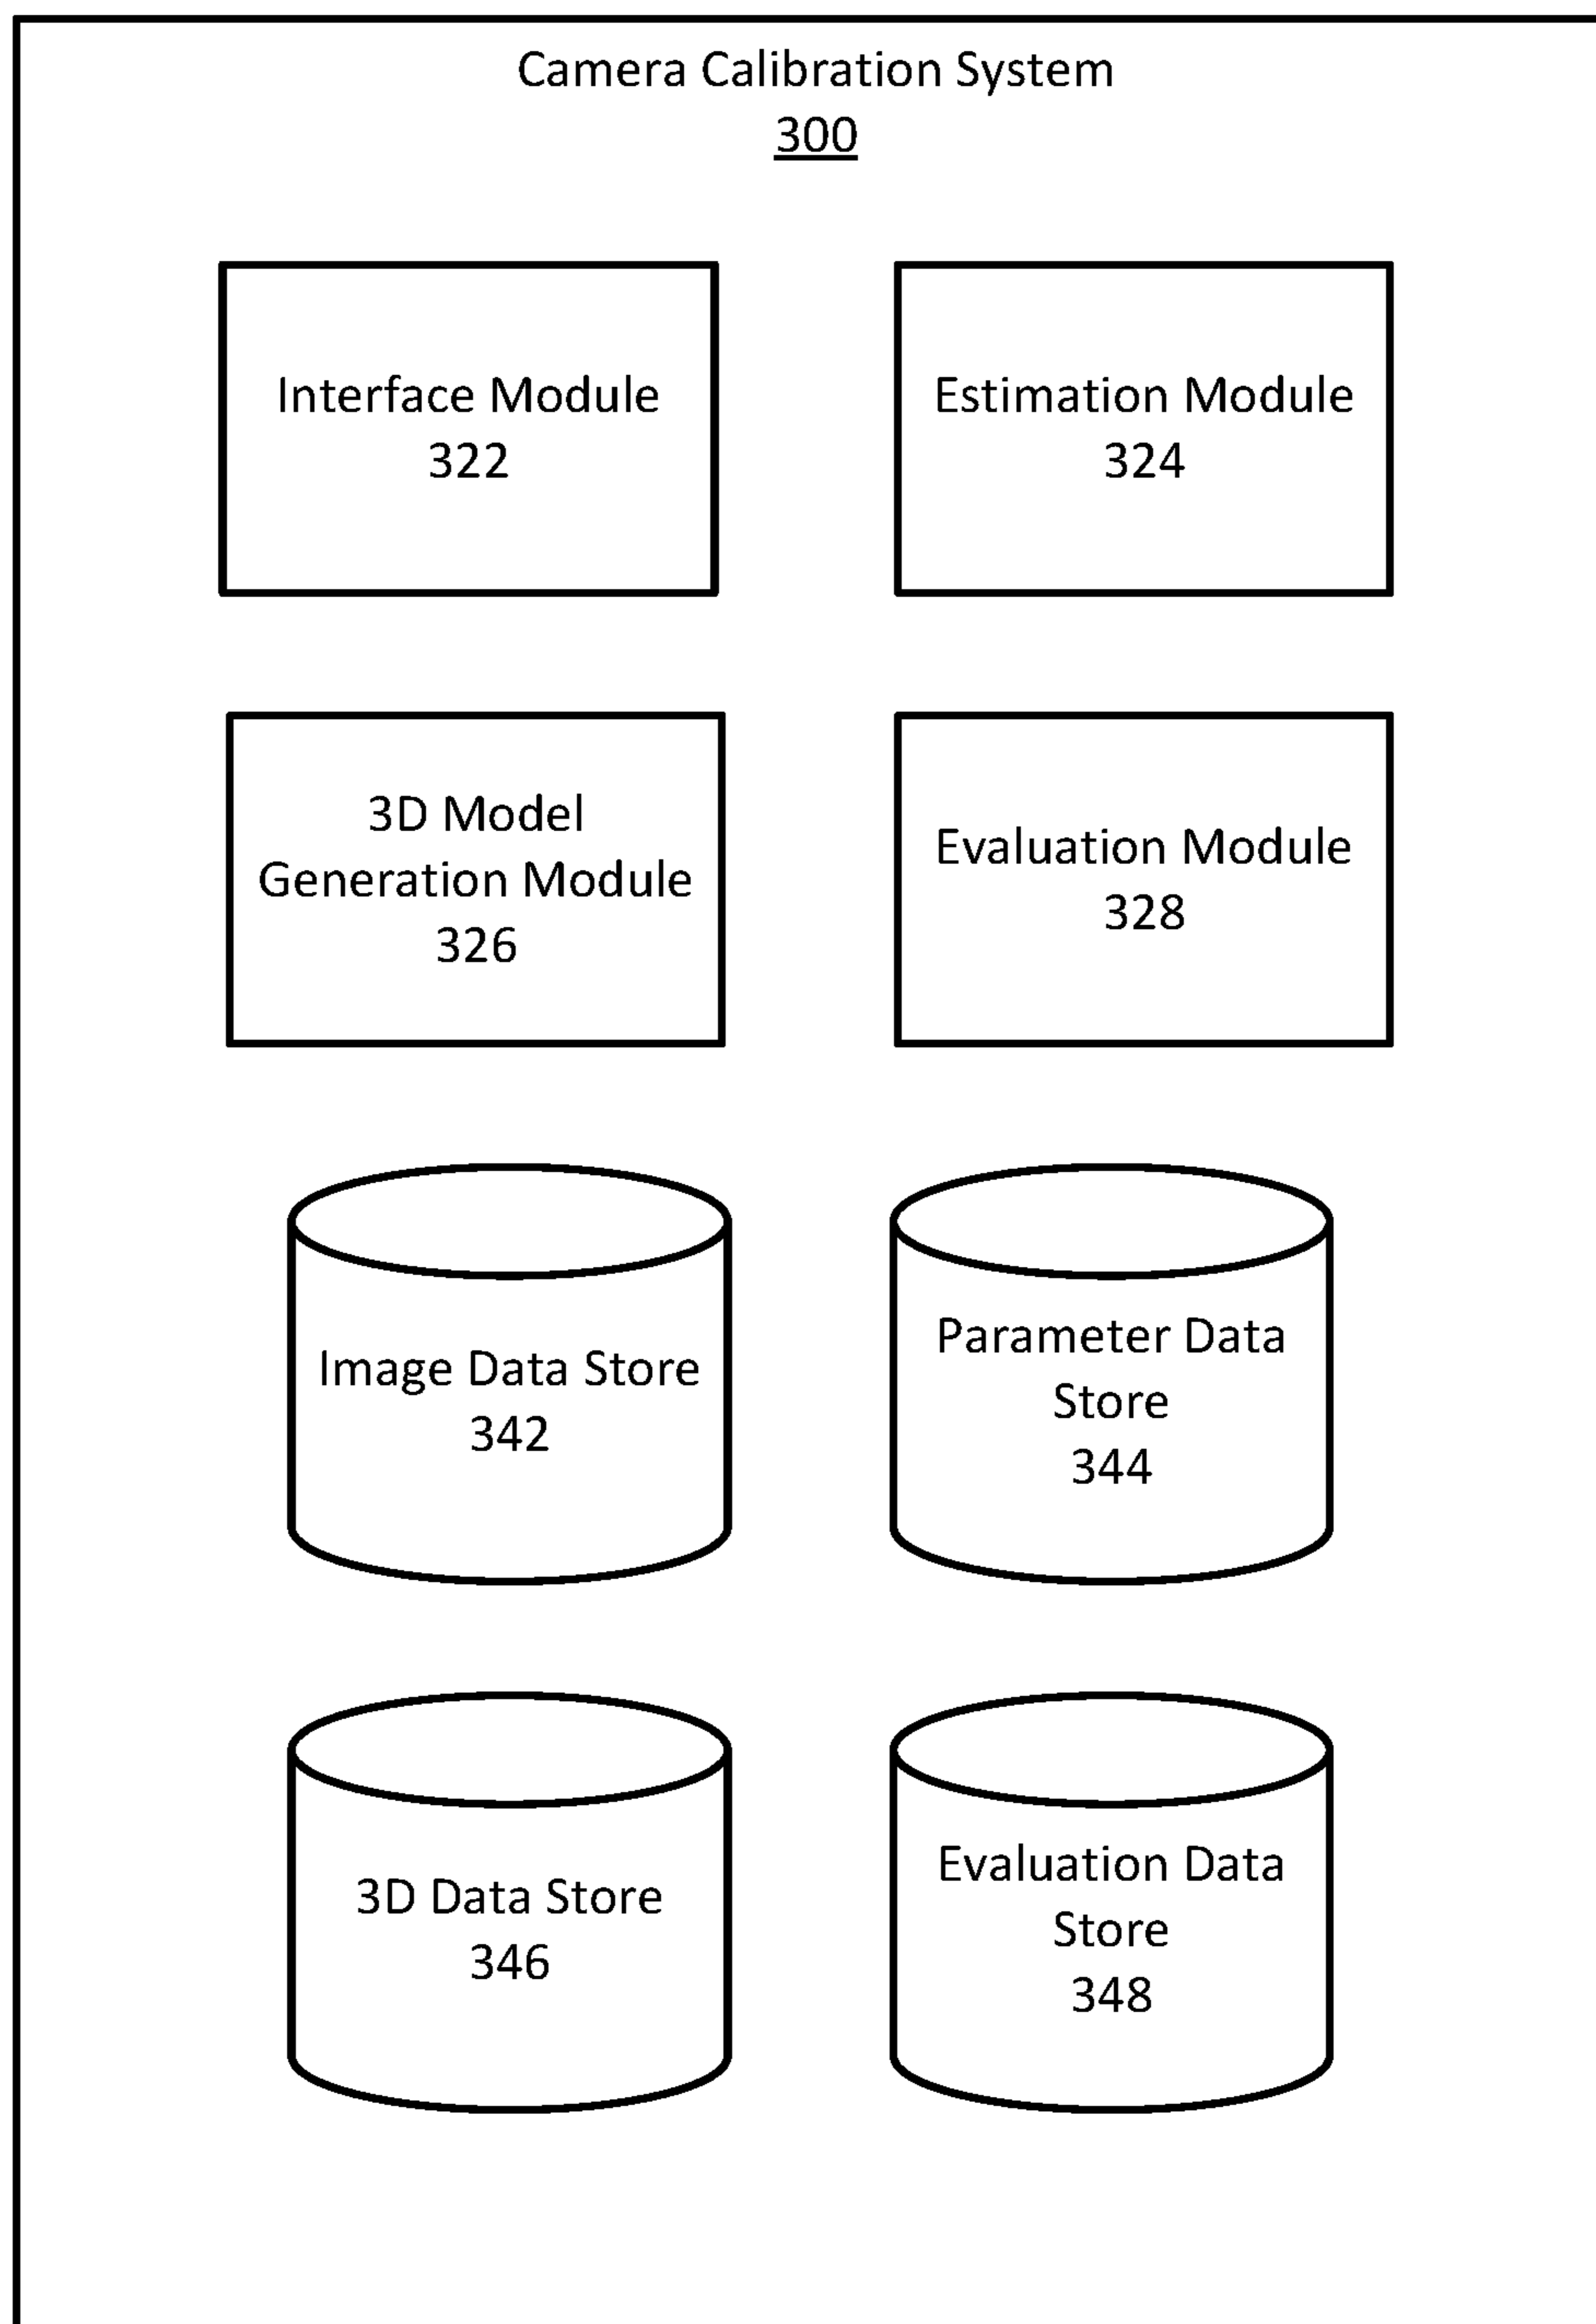 Camera Calibration System
300
Interface Module
322
Estimation Module
324
3D Model
Generation Module
326
Evaluation Module
328
Image Data Store
342
Parameter Data
Store
344
3D Data Store
346
Evaluation Data
Store
348